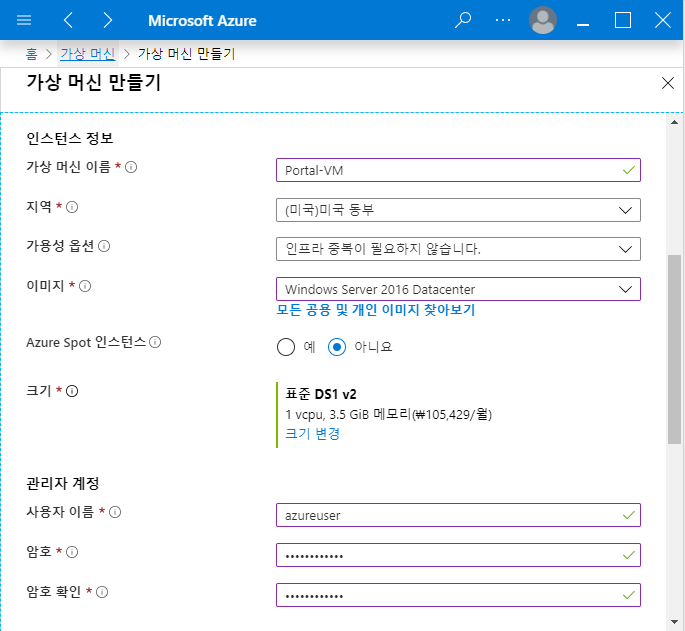 Microsoft Azure
홈 > 가상 머신 > 가상 머신 만들기
가상 머신 만들기
인스턴스 정보
가상 머신 이름 * Portal-VM
지역 * (미국)미국 동부
가용성 옵션 인프라 중복이 필요하지 않습니다.
이미지 * Windows Server 2016 Datacenter
모든 공용 및 개인 이미지 찾아보기
Azure Spot 인스턴스 예 아니요
크기 * 표준 DS1 v2
1 vcpu, 3.5 GiB 메모리(₩105,429/월)
크기 변경
관리자 계정
사용자 이름 * azureuser
암호 * ••••••••••••
암호 확인 * ••••••••••••